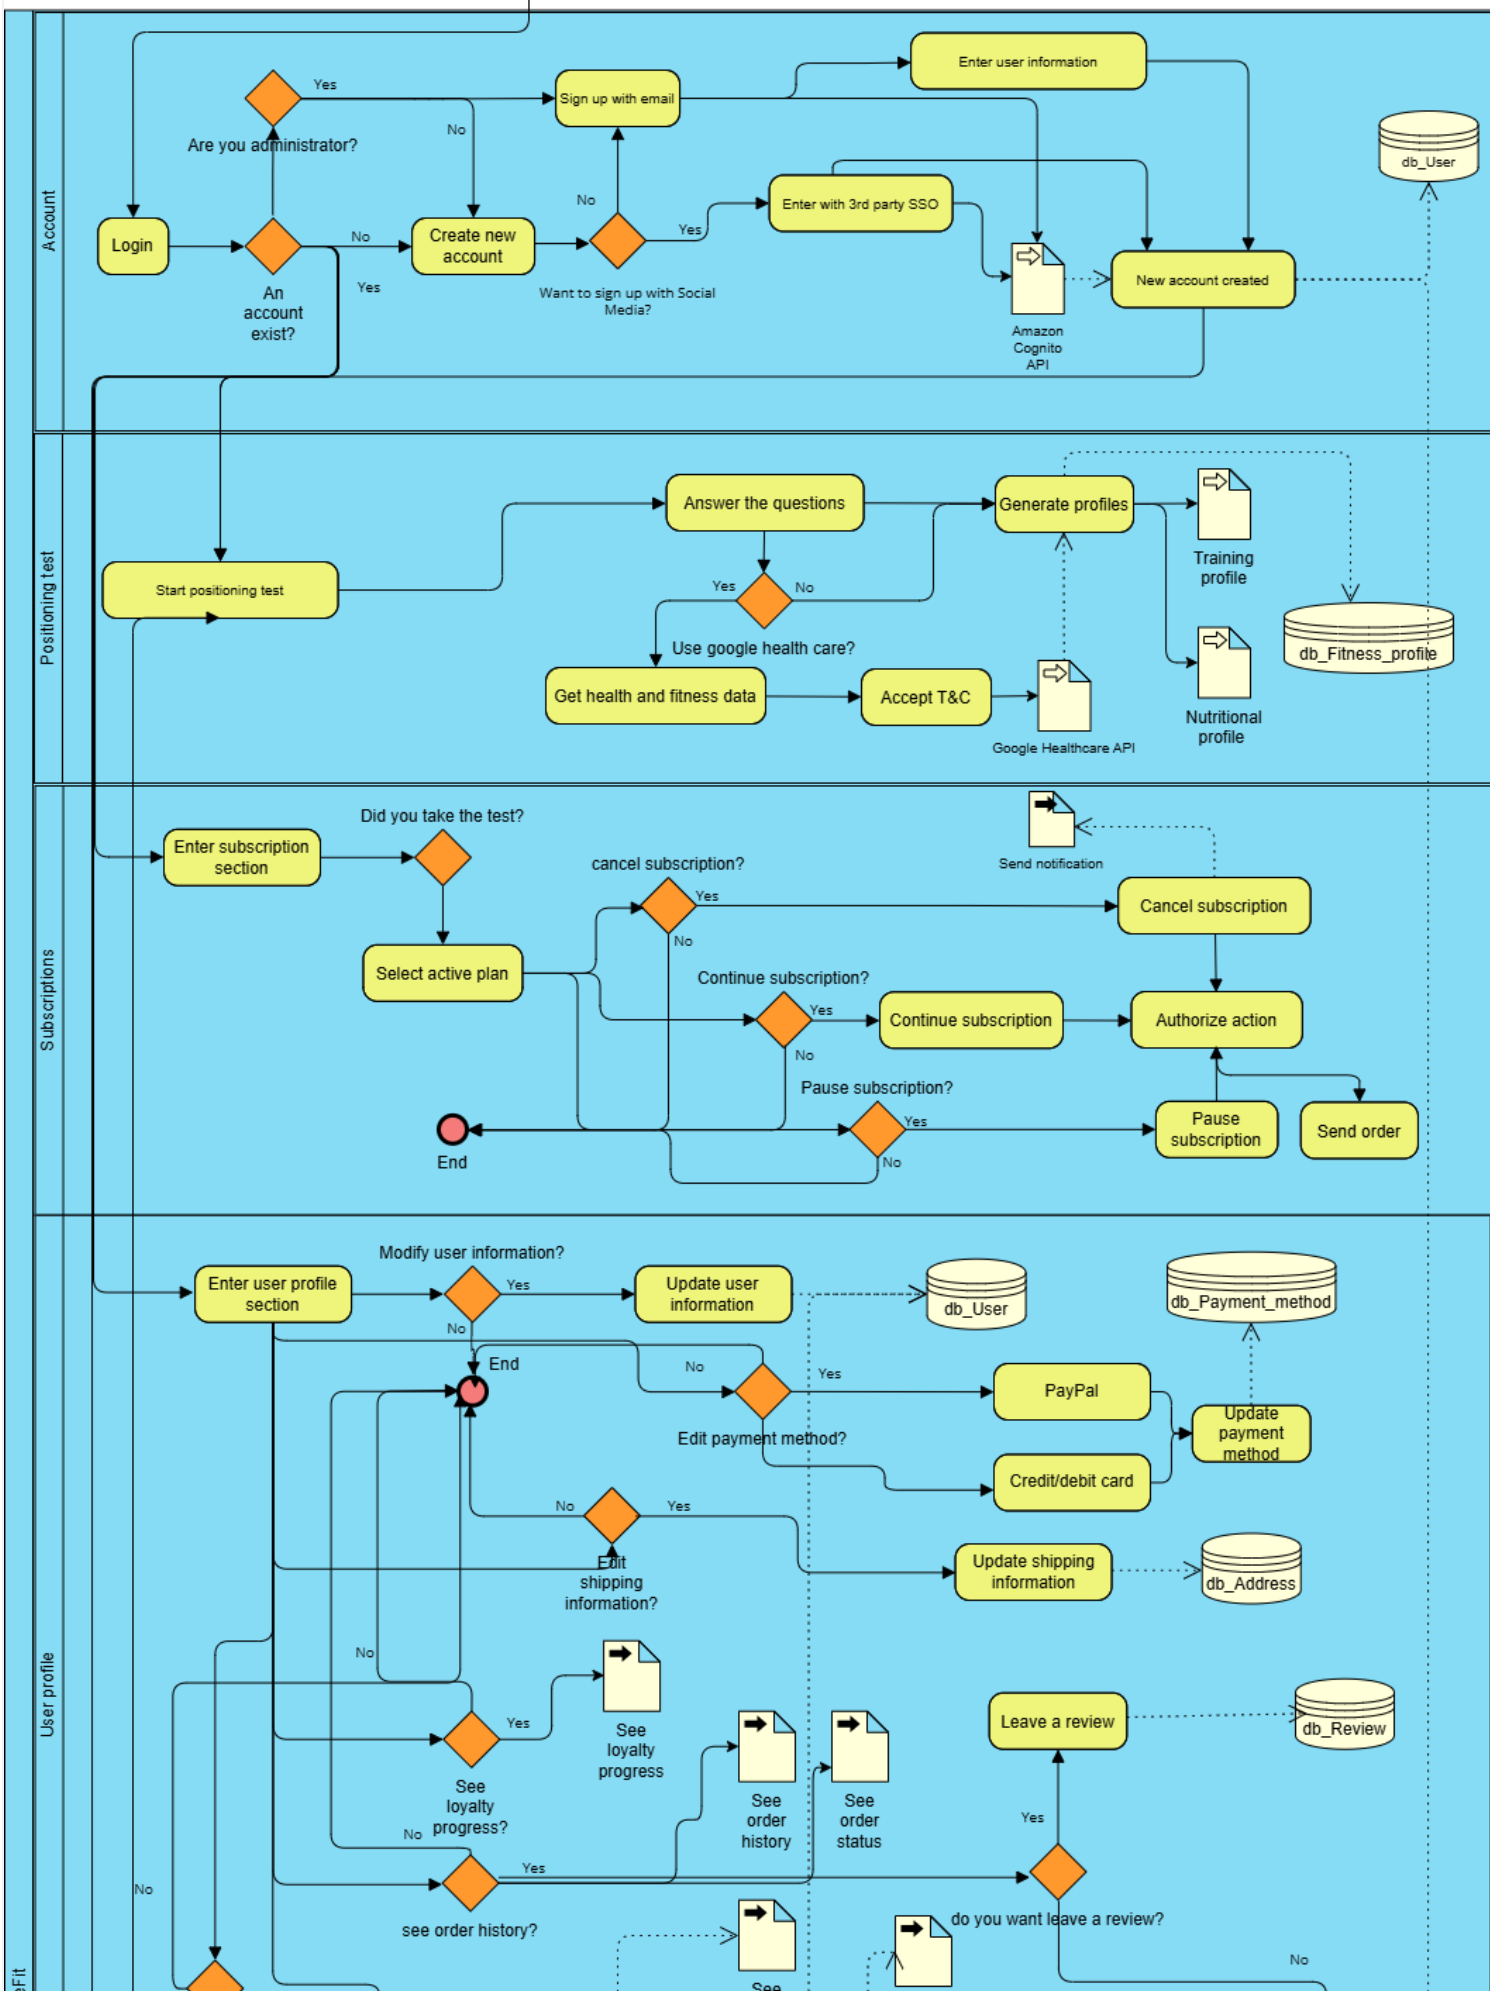 Account
Yes
Enter user information
Sign up with email
No
Are you administrator?
db_User
No
Enter with 3rd party SSO
Login
No
Create new
account
Yes
Yes
An
account
exist?
Want to sign up with Social
Media?
New account created
Amazon
Cognito
API
Positioning test
Answer the questions
Generate profiles
Training
profile
Start positioning test
Yes
No
Use google health care?
db_Fitness_profile
Get health and fitness data
Accept T&C
Nutritional
profile
Google Healthcare API
Subscriptions
Did you take the test?
Enter subscription
section
cancel subscription?
Send notification
Yes
Cancel subscription
No
Select active plan
Continue subscription?
Yes
Continue subscription
Authorize action
No
Pause subscription?
Yes
Pause
subscription
Send order
End
No
User profile
Modify user information?
Enter user profile
section
Yes
Update user
information
db_User
db_Payment_method
No
End
No
Yes
PayPal
Update
payment
method
Edit payment method?
Credit/debit card
No
Yes
Edit
shipping
information?
Update shipping
information
db_Address
No
Yes
See
loyalty
progress
Leave a review
db_Review
See
loyalty
progress?
See
order
history
See
order
status
No
Yes
Yes
No
see order history?
do you want leave a review?
No
See
eFit